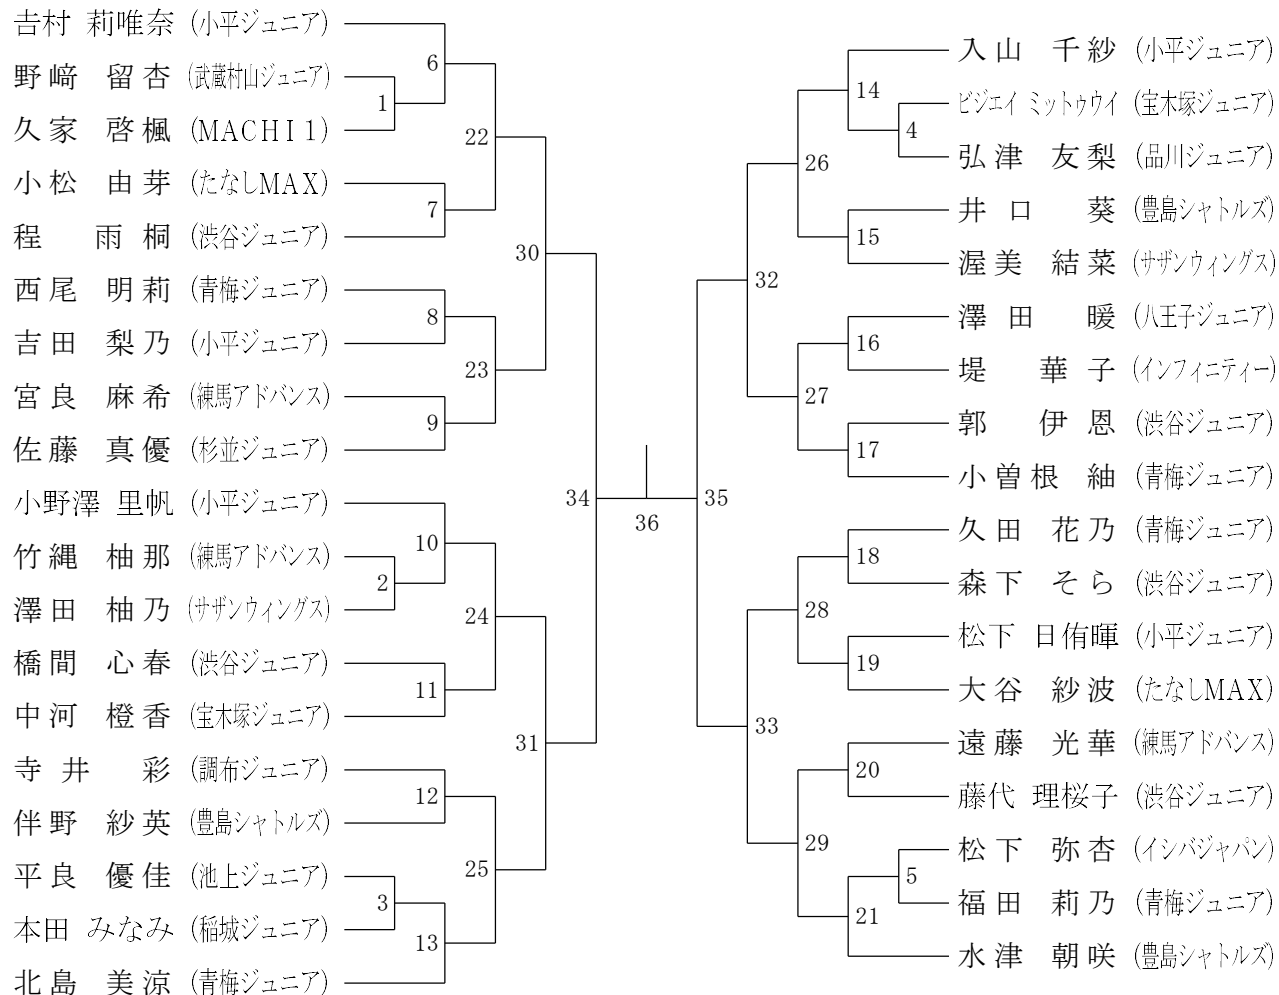 吉村 莉唯奈 (小平ジュニア)
野﨑 留杏 (武蔵村山ジュニア)
久家 啓楓 (MACHI１)
小松 由芽 (たなしMAX)
程 雨桐 (渋谷ジュニア)
西尾 明莉 (青梅ジュニア)
吉田 梨乃 (小平ジュニア)
宮良 麻希 (練馬アドバンス)
佐藤 真優 (杉並ジュニア)
小野澤 里帆 (小平ジュニア)
竹縄 柚那 (練馬アドバンス)
澤田 柚乃 (サザンウィングス)
橋間 心春 (渋谷ジュニア)
中河 橙香 (宝木塚ジュニア)
寺井 彩 (調布ジュニア)
伴野 紗英 (豊島シャトルズ)
平良 優佳 (池上ジュニア)
本田 みなみ (稲城ジュニア)
北島 美涼 (青梅ジュニア)
1
2
3
6
7
8
9
10
11
12
13
22
23
24
25
30
31
34
36
35
32
33
26
27
28
29
14
15
16
17
18
19
20
21
4
5
入山 千紗 (小平ジュニア)
ビジエイ ミットゥウイ (宝木塚ジュニア)
弘津 友梨 (品川ジュニア)
井口 葵 (豊島シャトルズ)
渥美 結菜 (サザンウィングス)
澤田 暖 (八王子ジュニア)
堤 華子 (インフィニティー)
郭 伊恩 (渋谷ジュニア)
小曽根 紬 (青梅ジュニア)
久田 花乃 (青梅ジュニア)
森下 そら (渋谷ジュニア)
松下 日侑暉 (小平ジュニア)
大谷 紗波 (たなしMAX)
遠藤 光華 (練馬アドバンス)
藤代 理桜子 (渋谷ジュニア)
松下 弥杏 (イシバジャパン)
福田 莉乃 (青梅ジュニア)
水津 朝咲 (豊島シャトルズ)